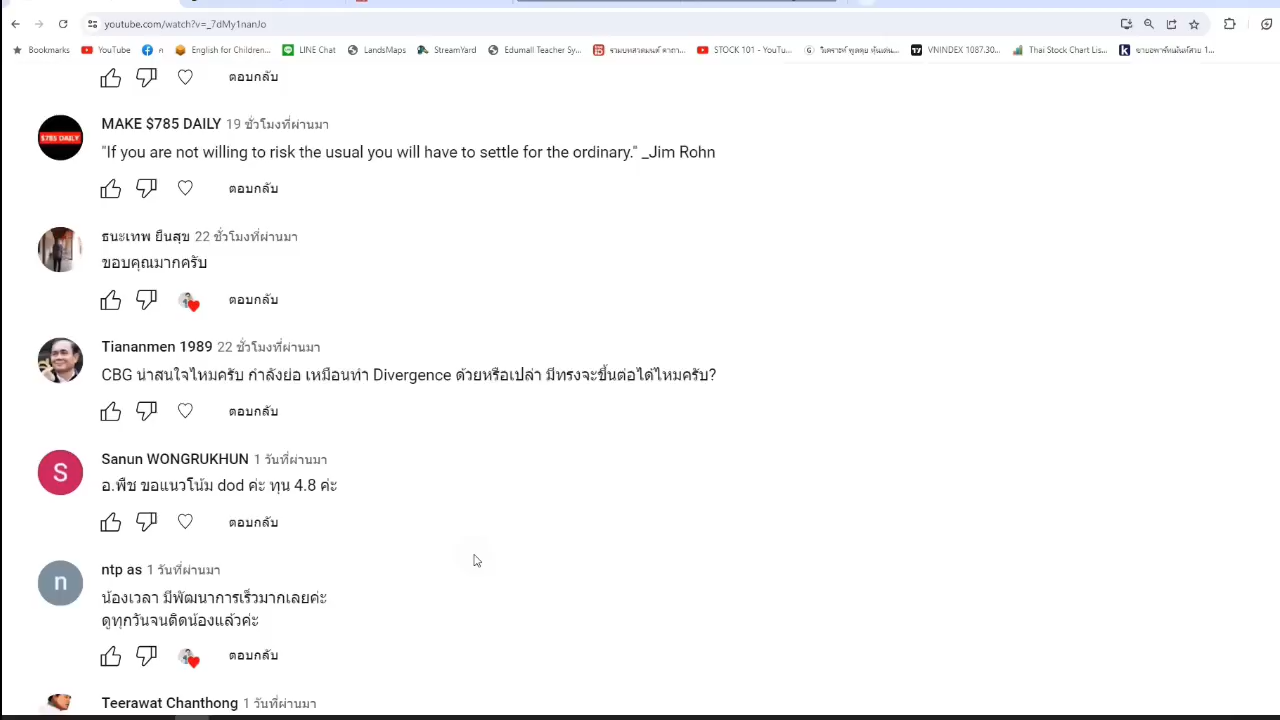 youtube.com/watch?v=_7dMy1nanJo
Bookmarks YouTube n English for Children... LINE Chat LandsMaps StreamYard Edumall Teacher Sy... STOCK 101 - YouTu... VNINDEX 1087.30... Thai Stock Chart Lis...
ตอบกลับ
MAKE $785 DAILY 19 ชั่วโมงที่ผ่านมา
$785 DAILY
"If you are not willing to risk the usual you will have to settle for the ordinary." _Jim Rohn
ตอบกลับ
ธนะเทพ ยืนสุข 22 ชั่วโมงที่ผ่านมา
ขอบคุณมากครับ
ตอบกลับ
Tiananmen 1989 22 ชั่วโมงที่ผ่านมา
CBG น่าสนใจไหมครับ กำลังย่อ เหมือนทำ Divergence ด้วยหรือเปล่า มีทรงจะขึ้นต่อได้ไหมครับ?
ตอบกลับ
Sanun WONGRUKHUN 1 วันที่ผ่านมา
S
อ.พืช ขอแนวโน้ม dod ค่ะ ทุน 4.8 ค่ะ
ตอบกลับ
ntp as 1 วันที่ผ่านมา
n
น้องเวลา มีพัฒนาการเร็วมากเลยค่ะ
ดูทุกวันจนติดน้องแล้วค่ะ
ตอบกลับ
Teerawat Chanthong 1 วันที่ผ่านมา